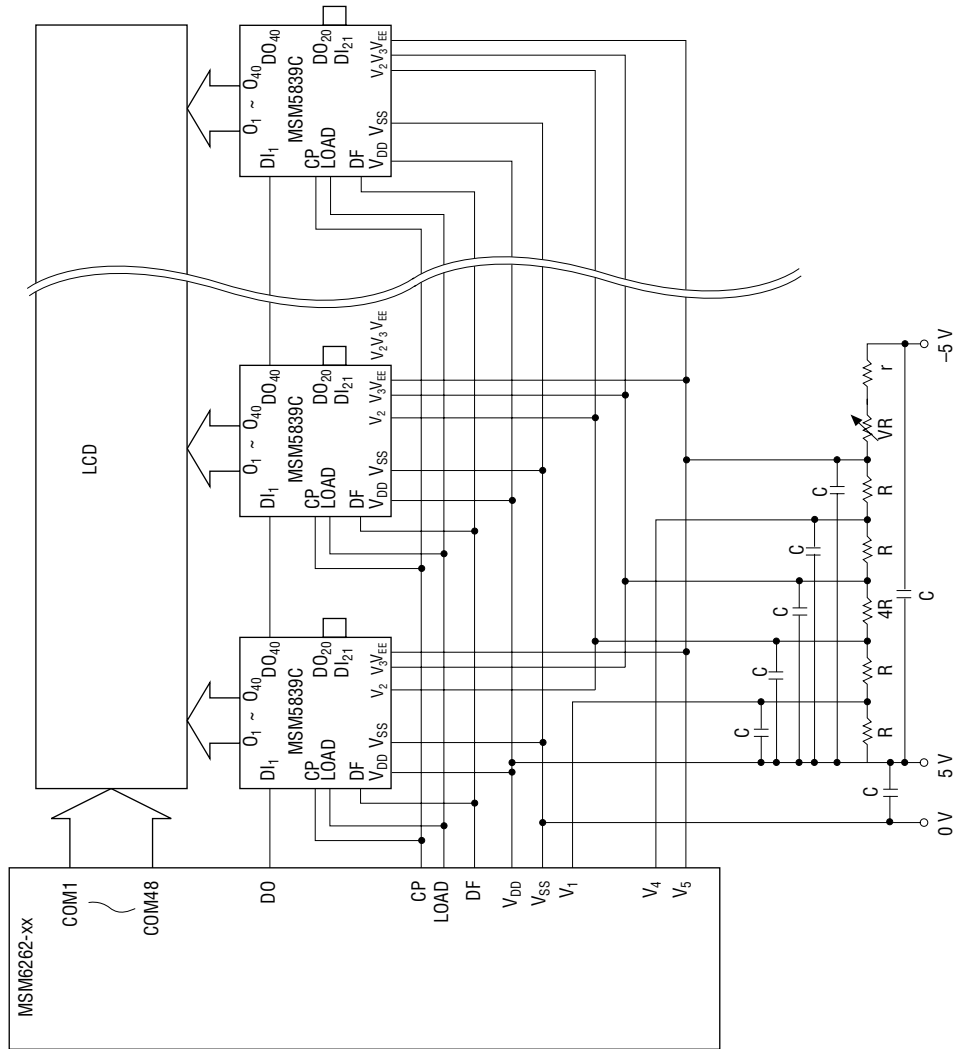 LCD
O1 ~ O40
DI1
DO40
MSM5839C
DO20
DI21
CP
LOAD
DF
VDD VSS
V2 V3 VEE
O1 ~ O40
DI1
DO40
MSM5839C
DO20
DI21
CP
LOAD
DF
VDD VSS
V2
V3 VEE
V2 V3 VEE
O1 ~ O40
DI1
DO40
MSM5839C
DO20
DI21
CP
LOAD
DF
VDD VSS
V2
V3 VEE
MSM6262-xx
COM1
COM48
DO
CP
LOAD
DF
VDD
VSS
V1
V4
V5
C
C
C
C
C
C
C
R
R
4R
R
R
VR
r
0 V
5 V
–5 V